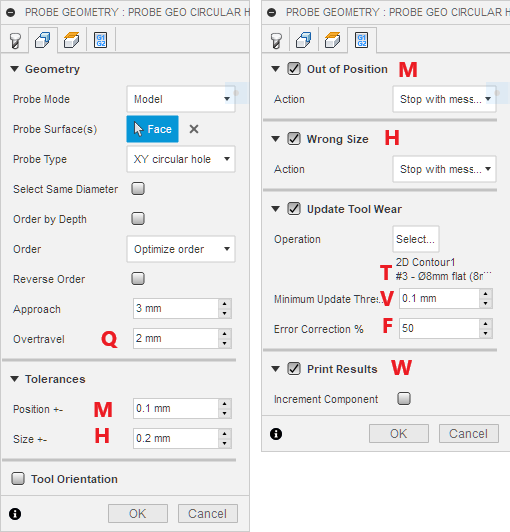 PROBE GEOMETRY : PROBE GEO CIRCULAR H
G1
G2
Geometry
Probe Mode Model
Probe Surface(s) Face
Probe Type XY circular hole
Select Same Diameter
Order by Depth
Order Optimize order
Reverse Order
Approach 3 mm
Overtravel Q 2 mm
Tolerances
Position +- M 0.1 mm
Size +- H 0.2 mm
Tool Orientation
OK Cancel
PROBE GEOMETRY : PROBE GEO CIRCULAR H
G1
G2
Out of Position M
Action Stop with mess...
Wrong Size H
Action Stop with mess...
Update Tool Wear
Operation Select...
2D Contour1
T #3 - Ø8mm flat (8m...
Minimum Update Thres... V 0.1 mm
Error Correction % F 50
Print Results W
Increment Component
OK Cancel